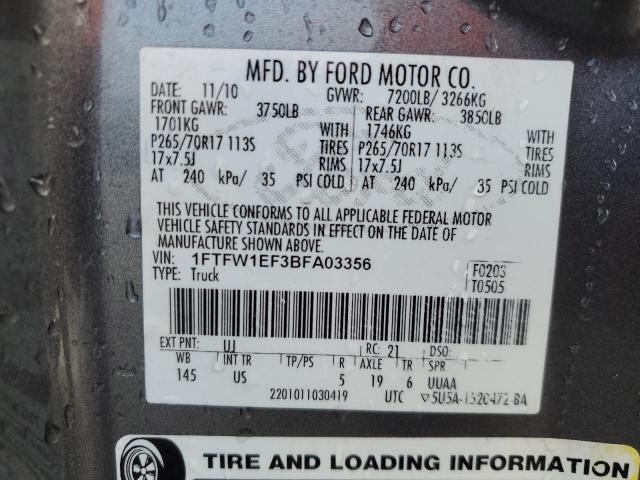 MFD. BY FORD MOTOR CO.
DATE: 11/10 GVWR: 7200LB/ 3266KG
FRONT GAWR: 3750LB REAR GAWR: 3850LB
1701KG WITH 1746KG WITH
P265/70R17 113S TIRES P265/70R17 113S TIRES
17x7.5J RIMS 17x7.5J RIMS
AT 240 kPa/ 35 PSI COLD AT 240 kPa/ 35 PSI COLD
THIS VEHICLE CONFORMS TO ALL APPLICABLE FEDERAL MOTOR
VEHICLE SAFETY STANDARDS IN EFFECT ON THE DATE OF
MANUFACTURE SHOWN ABOVE.
VIN: 1FTFW1EF3BFA03356 F0203
TYPE: Truck T0505
EXT PNT: UJ RC: 21 DSO:
WB INT TR TP/PS R AXLE TR SPR
145 US 5 19 6 UUAA
2201011030419 UTC ▽5U5A-1520472-BA
TIRE AND LOADING INFORMATION